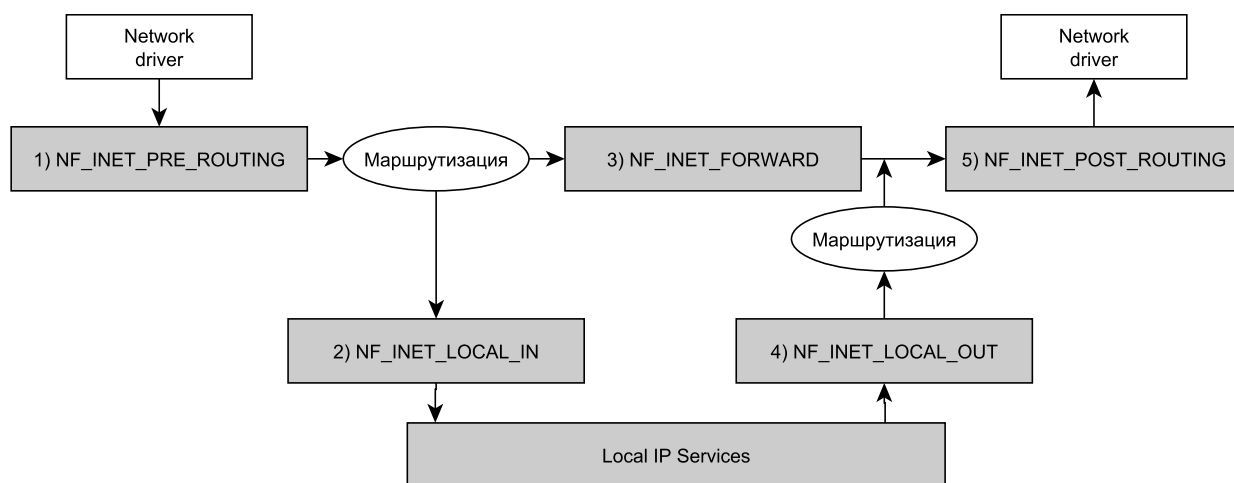 Network
driver
Network
driver
1) NF_INET_PRE_ROUTING
Маршрутизация
3) NF_INET_FORWARD
5) NF_INET_POST_ROUTING
Маршрутизация
2) NF_INET_LOCAL_IN
4) NF_INET_LOCAL_OUT
Local IP Services